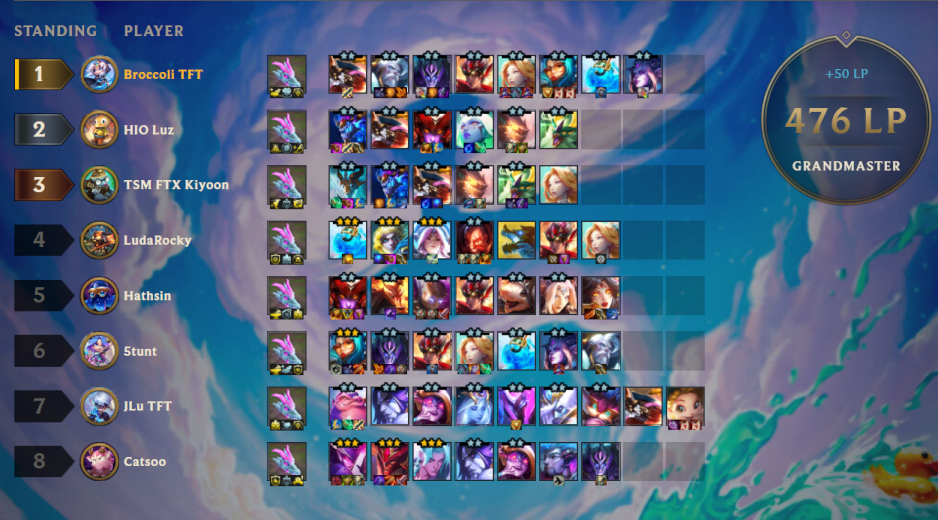 STANDING PLAYER
1 Broccoli TFT
2 HIO Luz
3 TSM FTX Kiyoon
4 LudaRocky
5 Hathsin
6 5tunt
7 JLu TFT
8 Catsoo
+50 LP
476 LP
GRANDMASTER